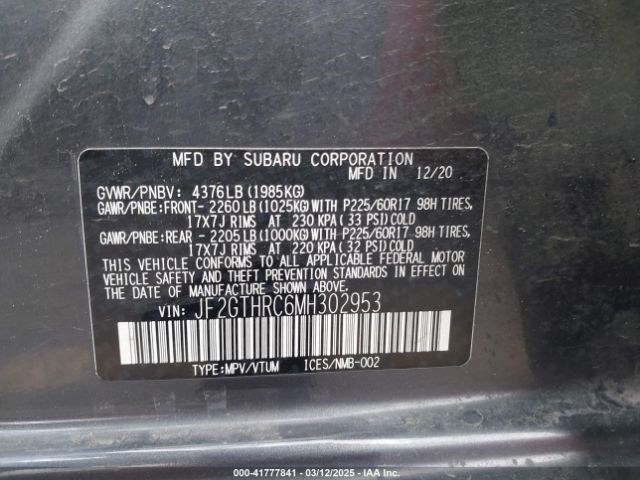 MFD BY SUBARU CORPORATION
MFD IN 12/20
GVWR/PNBV: 4376LB (1985KG)
GAWR/PNBE:FRONT- 2260LB (1025KG) WITH P225/60R17 98H TIRES,
17X7J RIMS AT 230 KPA ( 33 PSI) COLD
GAWR/PNBE:REAR - 2205LB (1000KG) WITH P225/60R17 98H TIRES,
17X7J RIMS AT 220 KPA (32 PSI) COLD
THIS VEHICLE CONFORMS TO ALL APPLICABLE FEDERAL MOTOR
VEHICLE SAFETY AND THEFT PREVENTION STANDARDS IN EFFECT ON
THE DATE OF MANUFACTURE SHOWN ABOVE.
VIN: JF2GTHRC6MH302953
TYPE:MPV/VTUM ICES/NMB-002
000-41777841 - 03/12/2025 - IAA Inc.